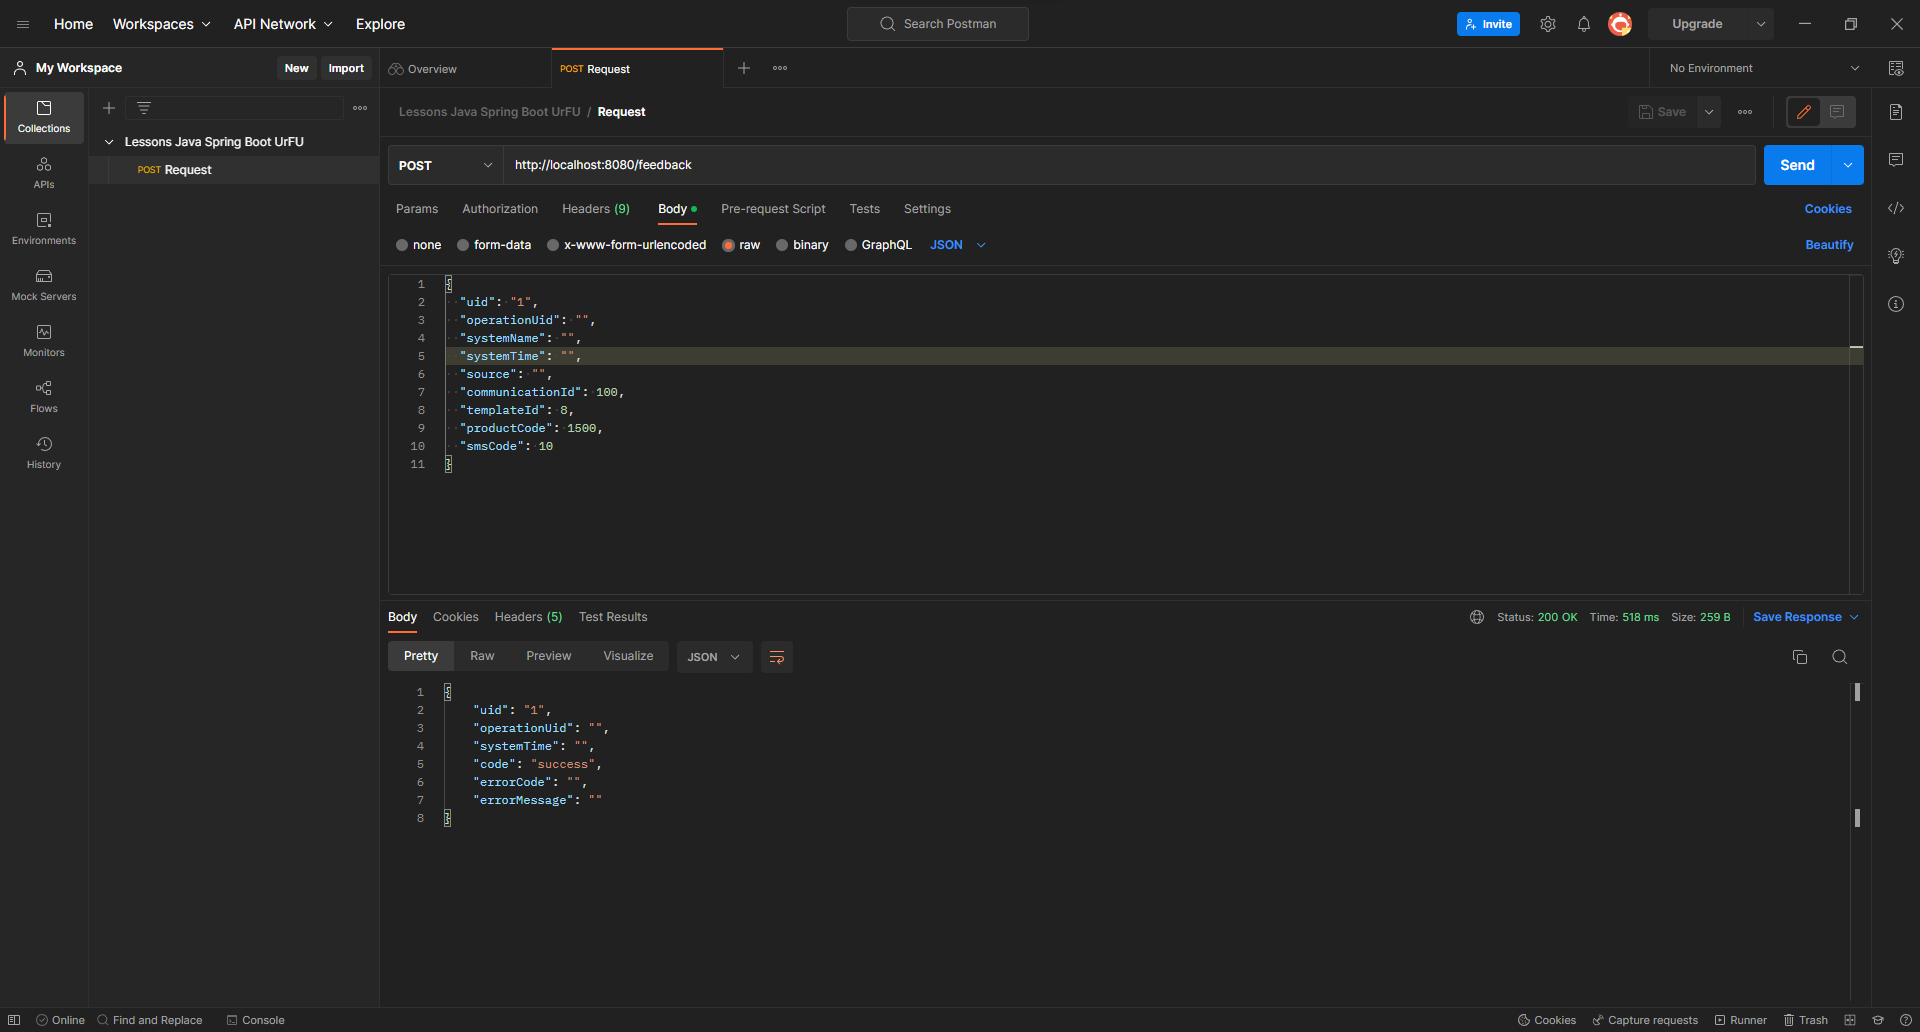 Home Workspaces API Network Explore Search Postman Invite Upgrade
My Workspace New Import Overview POST Request No Environment
Collections
APIs
Environments
Mock Servers
Monitors
Flows
History
Lessons Java Spring Boot UrFU
POST Request
Lessons Java Spring Boot UrFU / Request Save
POST http://localhost:8080/feedback Send
Params Authorization Headers (9) Body Pre-request Script Tests Settings Cookies
none form-data x-www-form-urlencoded raw binary GraphQL JSON Beautify
1 {
2 "uid": "1",
3 "operationUid": "",
4 "systemName": "",
5 "systemTime": "",
6 "source": "",
7 "communicationId": 100,
8 "templateId": 8,
9 "productCode": 1500,
10 "smsCode": 10
11 }
Body Cookies Headers (5) Test Results Status: 200 OK Time: 518 ms Size: 259 B Save Response
Pretty Raw Preview Visualize JSON
1 {
2 "uid": "1",
3 "operationUid": "",
4 "systemTime": "",
5 "code": "success",
6 "errorCode": "",
7 "errorMessage": ""
8 }
Online Find and Replace Console Cookies Capture requests Runner Trash